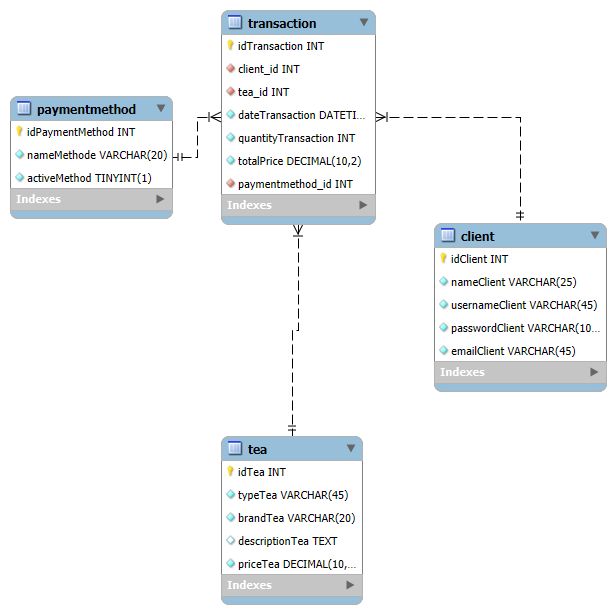 transaction
idTransaction INT
client_id INT
tea_id INT
dateTransaction DATETI...
quantityTransaction INT
totalPrice DECIMAL(10,2)
paymentmethod_id INT
Indexes
paymentmethod
idPaymentMethod INT
nameMethode VARCHAR(20)
activeMethod TINYINT(1)
Indexes
client
idClient INT
nameClient VARCHAR(25)
usernameClient VARCHAR(45)
passwordClient VARCHAR(10...
emailClient VARCHAR(45)
Indexes
tea
idTea INT
typeTea VARCHAR(45)
brandTea VARCHAR(20)
descriptionTea TEXT
priceTea DECIMAL(10,...
Indexes